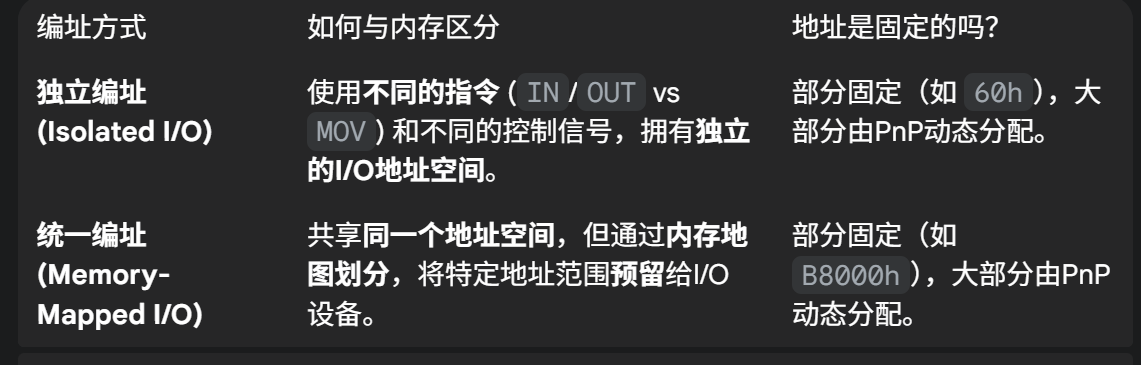 编址方式 如何与内存区分 地址是固定的吗？
独立编址
(Isolated I/O)
使用不同的指令 ( IN / OUT vs
MOV ) 和不同的控制信号，拥有独立
的I/O地址空间。
部分固定（如 60h ），大
部分由PnP动态分配。
统一编址
(Memory-
Mapped I/O)
共享同一个地址空间，但通过内存地
图划分，将特定地址范围预留给I/O
设备。
部分固定（如
B8000h ），大部分由PnP
动态分配。